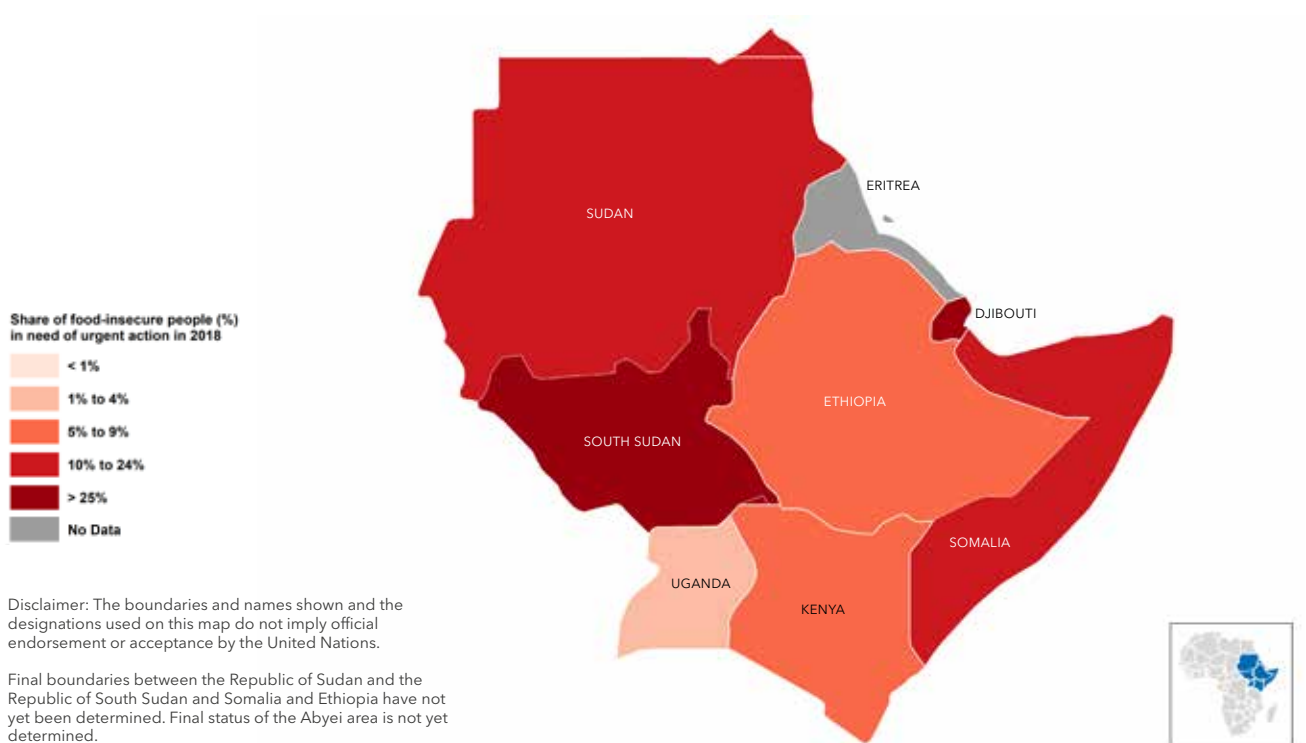 ERITREA
SUDAN
DJIBOUTI
Share of food-insecure people (%)
in need of urgent action in 2018
< 1%
1% to 4%
5% to 9%
10% to 24%
> 25%
No Data
ETHIOPIA
SOUTH SUDAN
SOMALIA
UGANDA
KENYA
Disclaimer: The boundaries and names shown and the
designations used on this map do not imply official
endorsement or acceptance by the United Nations.
Final boundaries between the Republic of Sudan and the
Republic of South Sudan and Somalia and Ethiopia have not
yet been determined. Final status of the Abyei area is not yet
determined.